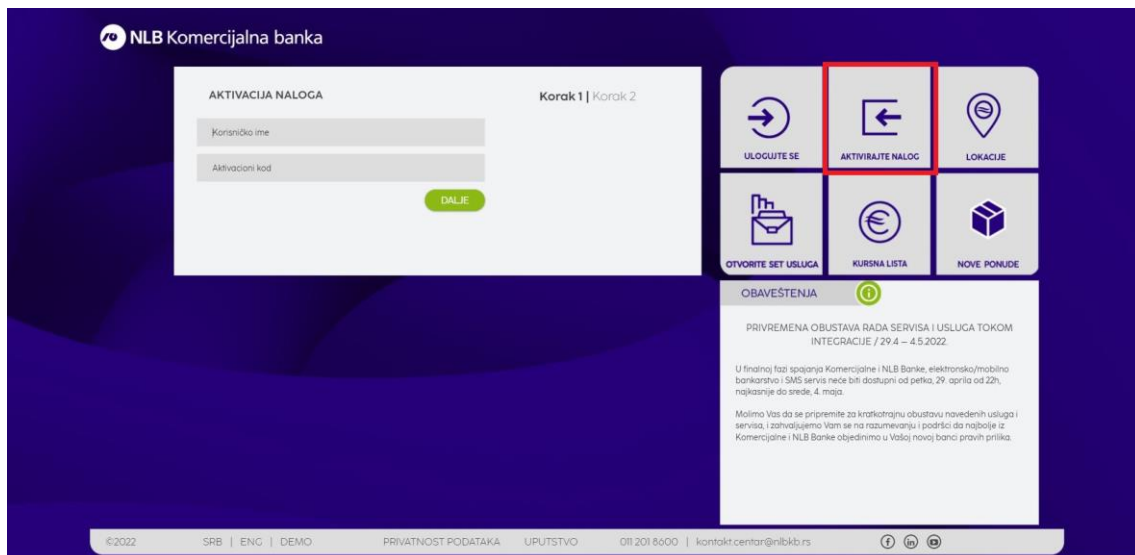 NLB Komercijalna banka
AKTIVACIJA NALOGA
Korak 1 | Korak 2
Korisničko ime
Aktivacioni kod
DALJE
ULOGUJTE SE
AKTIVIRAJTE NALOG
LOKACIJE
OTVORITE SET USLUGA
KURSNA LISTA
NOVE PONUDE
OBAVEŠTENJA
PRIVREMENA OBUSTAVA RADA SERVISA I USLUGA TOKOM
INTEGRACIJE / 29.4 – 4.5.2022.
U finalnoj fazi spajanja Komercijalne i NLB Banke, elektronsko/mobilno
bankarstvo i SMS servis neće biti dostupni od petka, 29. aprila od 22h,
najkasnije do srede, 4. maja.
Molimo Vas da se pripremite za kratkotrajnu obustavu navedenih usluga i
servisa, i zahvaljujemo Vam se na razumevanju i podršci da najbolje iz
Komercijalne i NLB Banke objedinimo u Vašoj novoj banci pravih prilika.
©2022
SRB | ENG | DEMO
PRIVATNOST PODATAKA
UPUTSTVO
011 201 8600 | kontakt.centar@nlbkb.rs